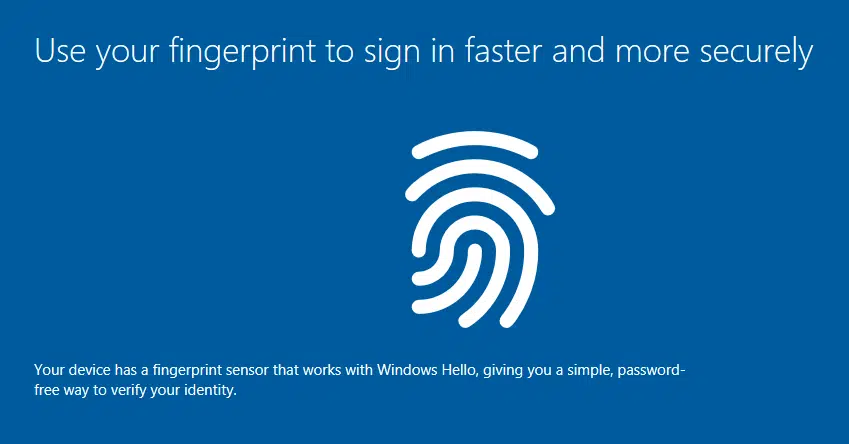 Use your fingerprint to sign in faster and more securely
Your device has a fingerprint sensor that works with Windows Hello, giving you a simple, password-
free way to verify your identity.